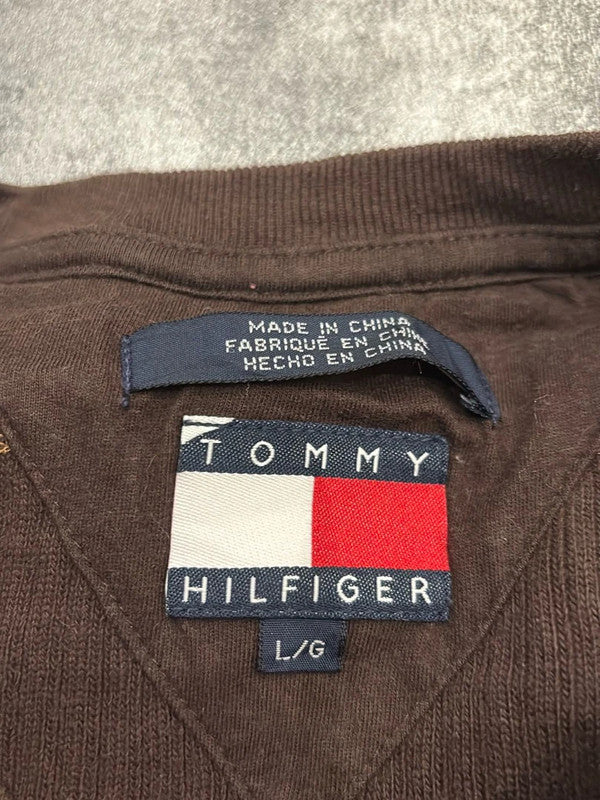 MADE IN CHINA
FABRIQUÉ EN CHINE
HECHO EN CHINA
TOMMY
HILFIGER
L/G